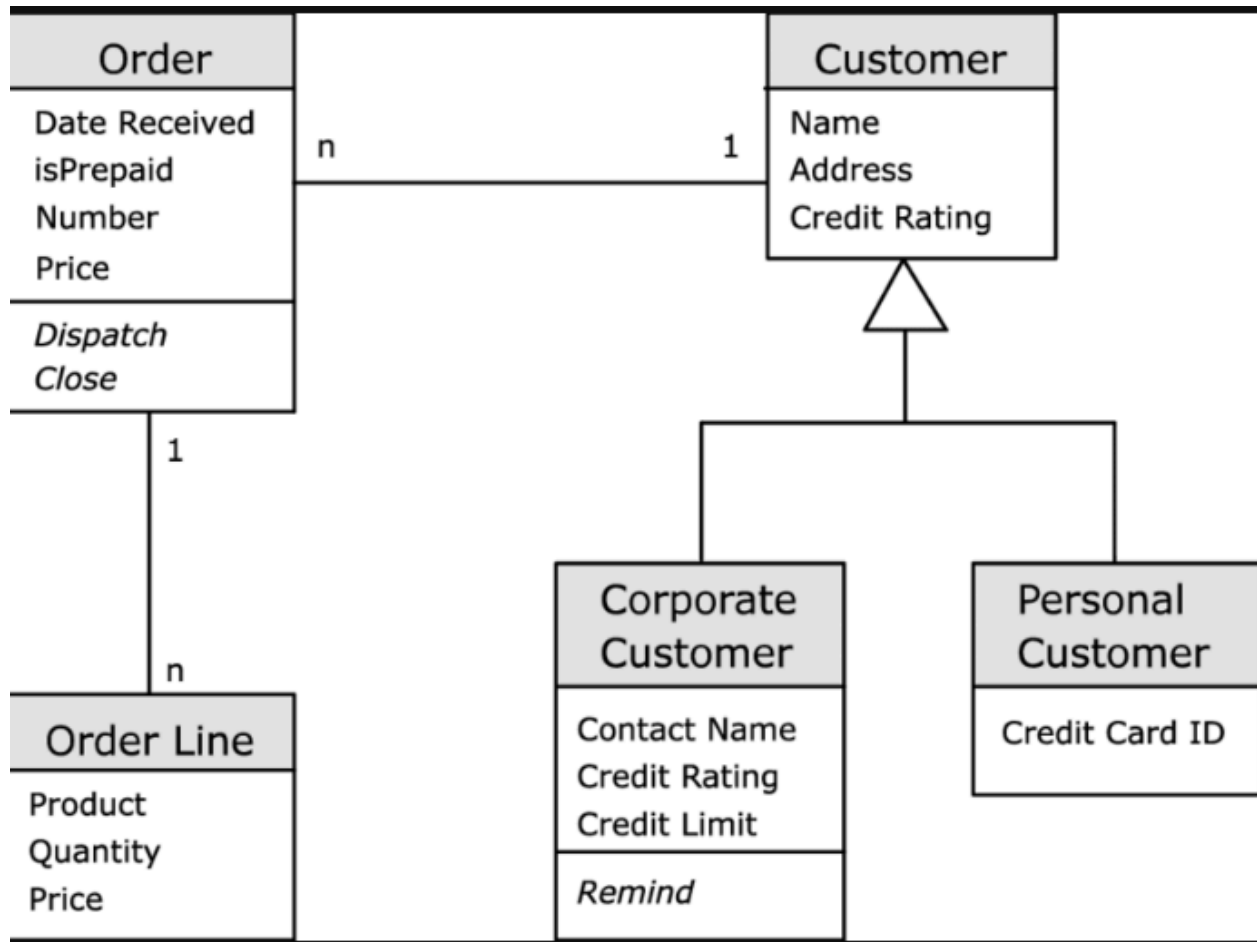 Order
Date Received
isPrepaid
Number
Price
Dispatch
Close
n
1
Customer
Name
Address
Credit Rating
1
n
Order Line
Product
Quantity
Price
Corporate
Customer
Contact Name
Credit Rating
Credit Limit
Remind
Personal
Customer
Credit Card ID